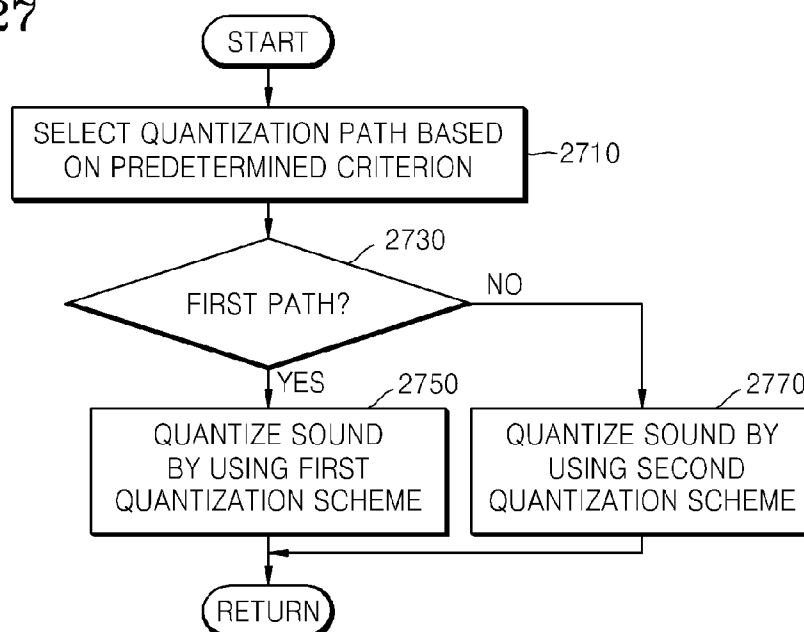 27
START
SELECT QUANTIZATION PATH BASED
ON PREDETERMINED CRITERION
2710
2730
FIRST PATH?
NO
YES
2750
QUANTIZE SOUND
BY USING FIRST
QUANTIZATION SCHEME
2770
QUANTIZE SOUND BY
USING SECOND
QUANTIZATION SCHEME
RETURN